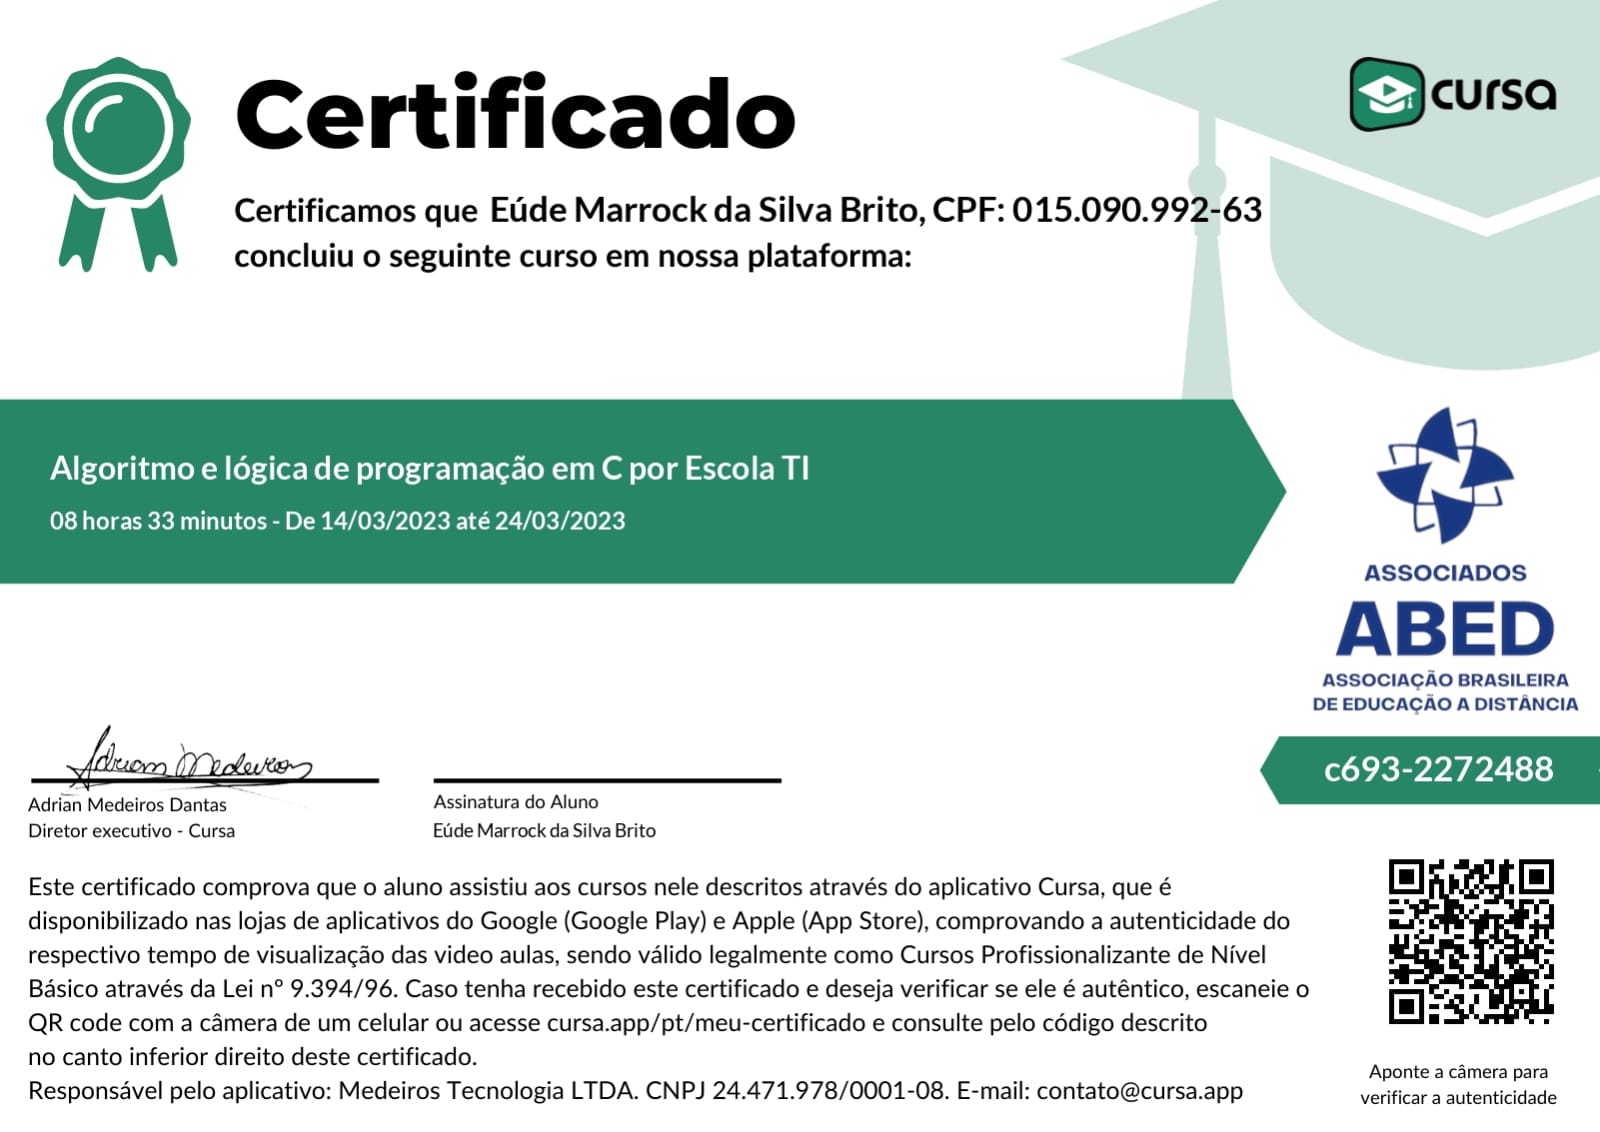 cursa
Certificado
Certificamos que Eúde Marrock da Silva Brito, CPF: 015.090.992-63
concluiu o seguinte curso em nossa plataforma:
Algoritmo e lógica de programação em C por Escola TI
08 horas 33 minutos - De 14/03/2023 até 24/03/2023
ASSOCIADOS
ABED
ASSOCIAÇÃO BRASILEIRA
DE EDUCAÇÃO A DISTÂNCIA
c693-2272488
Adrian Medeiros
Adrian Medeiros Dantas
Diretor executivo - Cursa
Assinatura do Aluno
Eúde Marrock da Silva Brito
Este certificado comprova que o aluno assistiu aos cursos nele descritos através do aplicativo Cursa, que é
disponibilizado nas lojas de aplicativos do Google (Google Play) e Apple (App Store), comprovando a autenticidade do
respectivo tempo de visualização das video aulas, sendo válido legalmente como Cursos Profissionalizante de Nível
Básico através da Lei nº 9.394/96. Caso tenha recebido este certificado e deseja verificar se ele é autêntico, escaneie o
QR code com a câmera de um celular ou acesse cursa.app/pt/meu-certificado e consulte pelo código descrito
no canto inferior direito deste certificado.
Responsável pelo aplicativo: Medeiros Tecnologia LTDA. CNPJ 24.471.978/0001-08. E-mail: contato@cursa.app
Aponte a câmera para
verificar a autenticidade